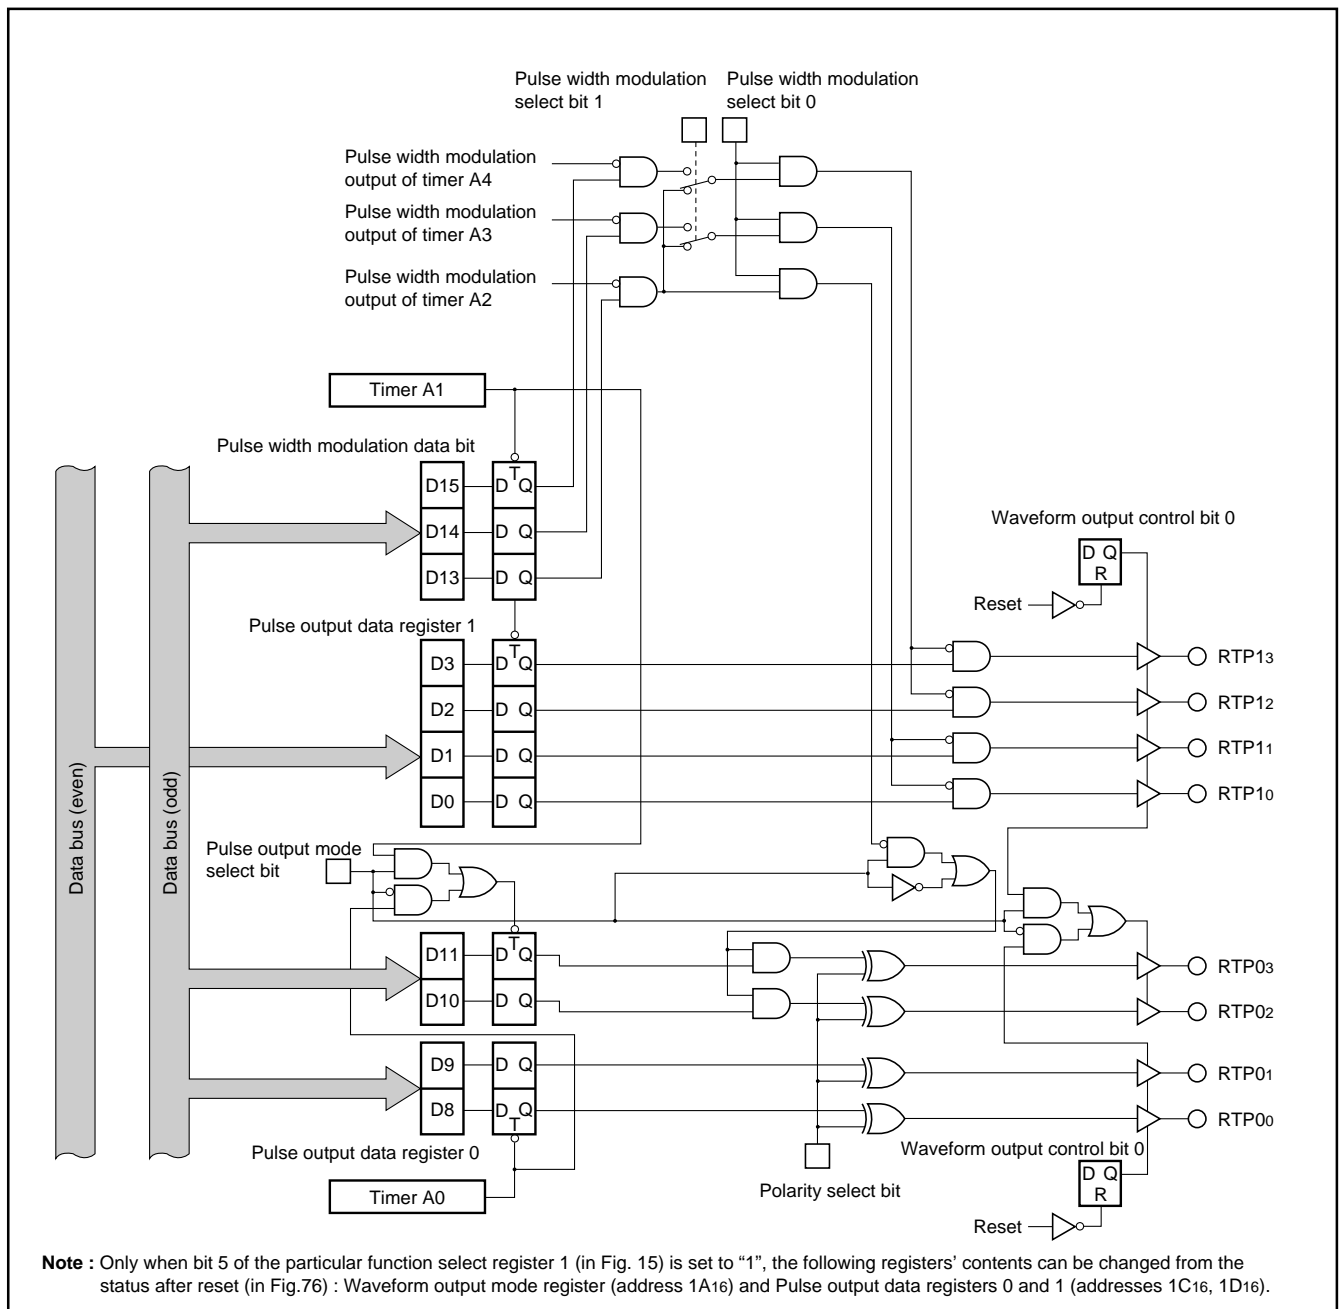 Pulse width modulation
select bit 1
Pulse width modulation
select bit 0
Pulse width modulation
output of timer A4
Pulse width modulation
output of timer A3
Pulse width modulation
output of timer A2
Timer A1
Pulse width modulation data bit
T
D15 D Q
D14 D Q
D13 D Q
Waveform output control bit 0
D Q
R
Reset
Pulse output data register 1
T
D3 D Q RTP13
D2 D Q RTP12
D1 D Q RTP11
D0 D Q RTP10
Data bus (even)
Data bus (odd)
Pulse output mode
select bit
T
D11 D Q RTP03
D10 D Q RTP02
D9 D Q RTP01
D8 D Q RTP00
T
Pulse output data register 0
Timer A0
Polarity select bit
Waveform output control bit 0
D Q
R
Reset
Note : Only when bit 5 of the particular function select register 1 (in Fig. 15) is set to “1”, the following registers’ contents can be changed from the
status after reset (in Fig.76) : Waveform output mode register (address 1A16) and Pulse output data registers 0 and 1 (addresses 1C16, 1D16).